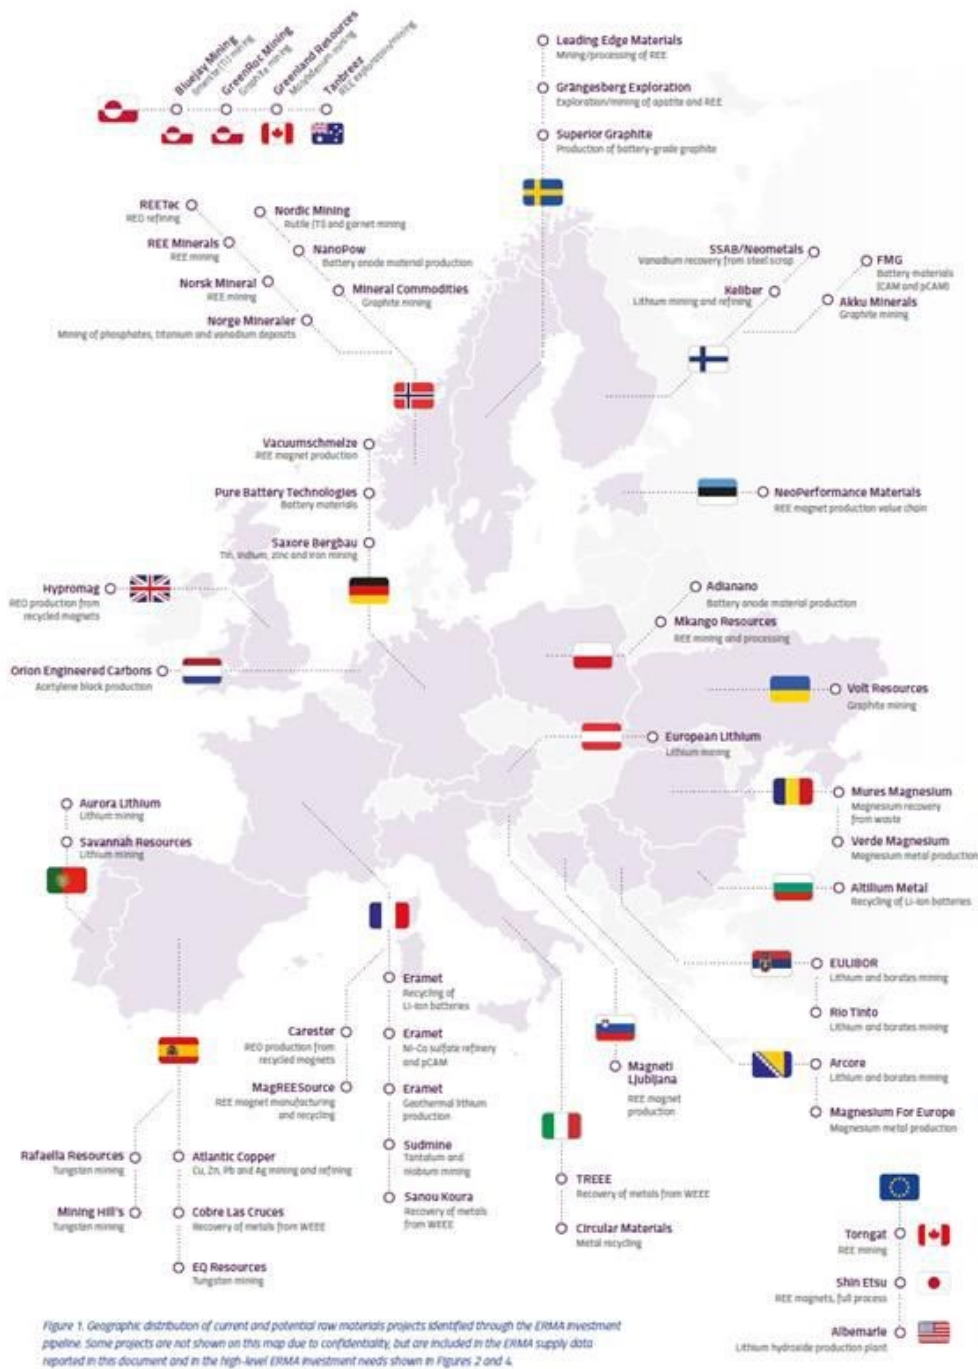 Bluejay Mining
Ilmenite (Ti) mining
GreenRoc Mining
Graphite mining
Greenland Resources
Molybdenum mining
Tanbreez
REE exploration/mining
Leading Edge Materials
Mining/processing of REE
Grängesberg Exploration
Exploration/mining of apatite and REE
Superior Graphite
Production of battery-grade graphite
REETec
REO refining
REE Minerals
REE mining
Norsk Mineral
REE mining
Norge Mineraler
Mining of phosphates, titanium and vanadium deposits
Nordic Mining
Rutile (Ti) and garnet mining
NanoPow
Battery anode material production
Mineral Commodities
Graphite mining
SSAB/Neometals
Vanadium recovery from steel scrap
Keliber
Lithium mining and refining
FMG
Battery materials
(CAM and pCAM)
Akku Minerals
Graphite mining
Vacuumschmelze
REE magnet production
Pure Battery Technologies
Battery materials
Saxore Bergbau
Tin, Indium, zinc and iron mining
NeoPerformance Materials
REE magnet production value chain
Hypromag
REO production from
recycled magnets
Adianano
Battery anode material production
Mkango Resources
REE mining and processing
Orion Engineered Carbons
Acetylene black production
Volt Resources
Graphite mining
European Lithium
Lithium mining
Mures Magnesium
Magnesium recovery
from waste
Verde Magnesium
Magnesium metal production
Aurora Lithium
Lithium mining
Savannah Resources
Lithium mining
Altilium Metal
Recycling of Li-ion batteries
EULIBOR
Lithium and borates mining
Rio Tinto
Lithium and borates mining
Eramet
Recycling of
Li-ion batteries
Eramet
Ni-Co sulfate refinery
and pCAM
Eramet
Geothermal lithium
production
Sudmine
Tantalum and
niobium mining
Sanou Koura
Recovery of metals
from WEEE
Carester
REO production from
recycled magnets
MagREESource
REE magnet manufacturing
and recycling
Magneti
Ljubljana
REE magnet
production
Arcore
Lithium and borates mining
Magnesium For Europe
Magnesium metal production
Rafaella Resources
Tungsten mining
Mining Hill's
Tungsten mining
Atlantic Copper
Cu, Zn, Pb and Ag mining and refining
Cobre Las Cruces
Recovery of metals from WEEE
EQ Resources
Tungsten mining
TREEE
Recovery of metals from WEEE
Circular Materials
Metal recycling
Torngat
REE mining
Shin Etsu
REE magnets, full process
Albemarle
Lithium hydroxide production plant
Figure 1. Geographic distribution of current and potential raw materials projects identified through the ERMA investment
pipeline. Some projects are not shown on this map due to confidentiality, but are included in the ERMA supply data
reported in this document and in the high-level ERMA investment needs shown in Figures 2 and 4.